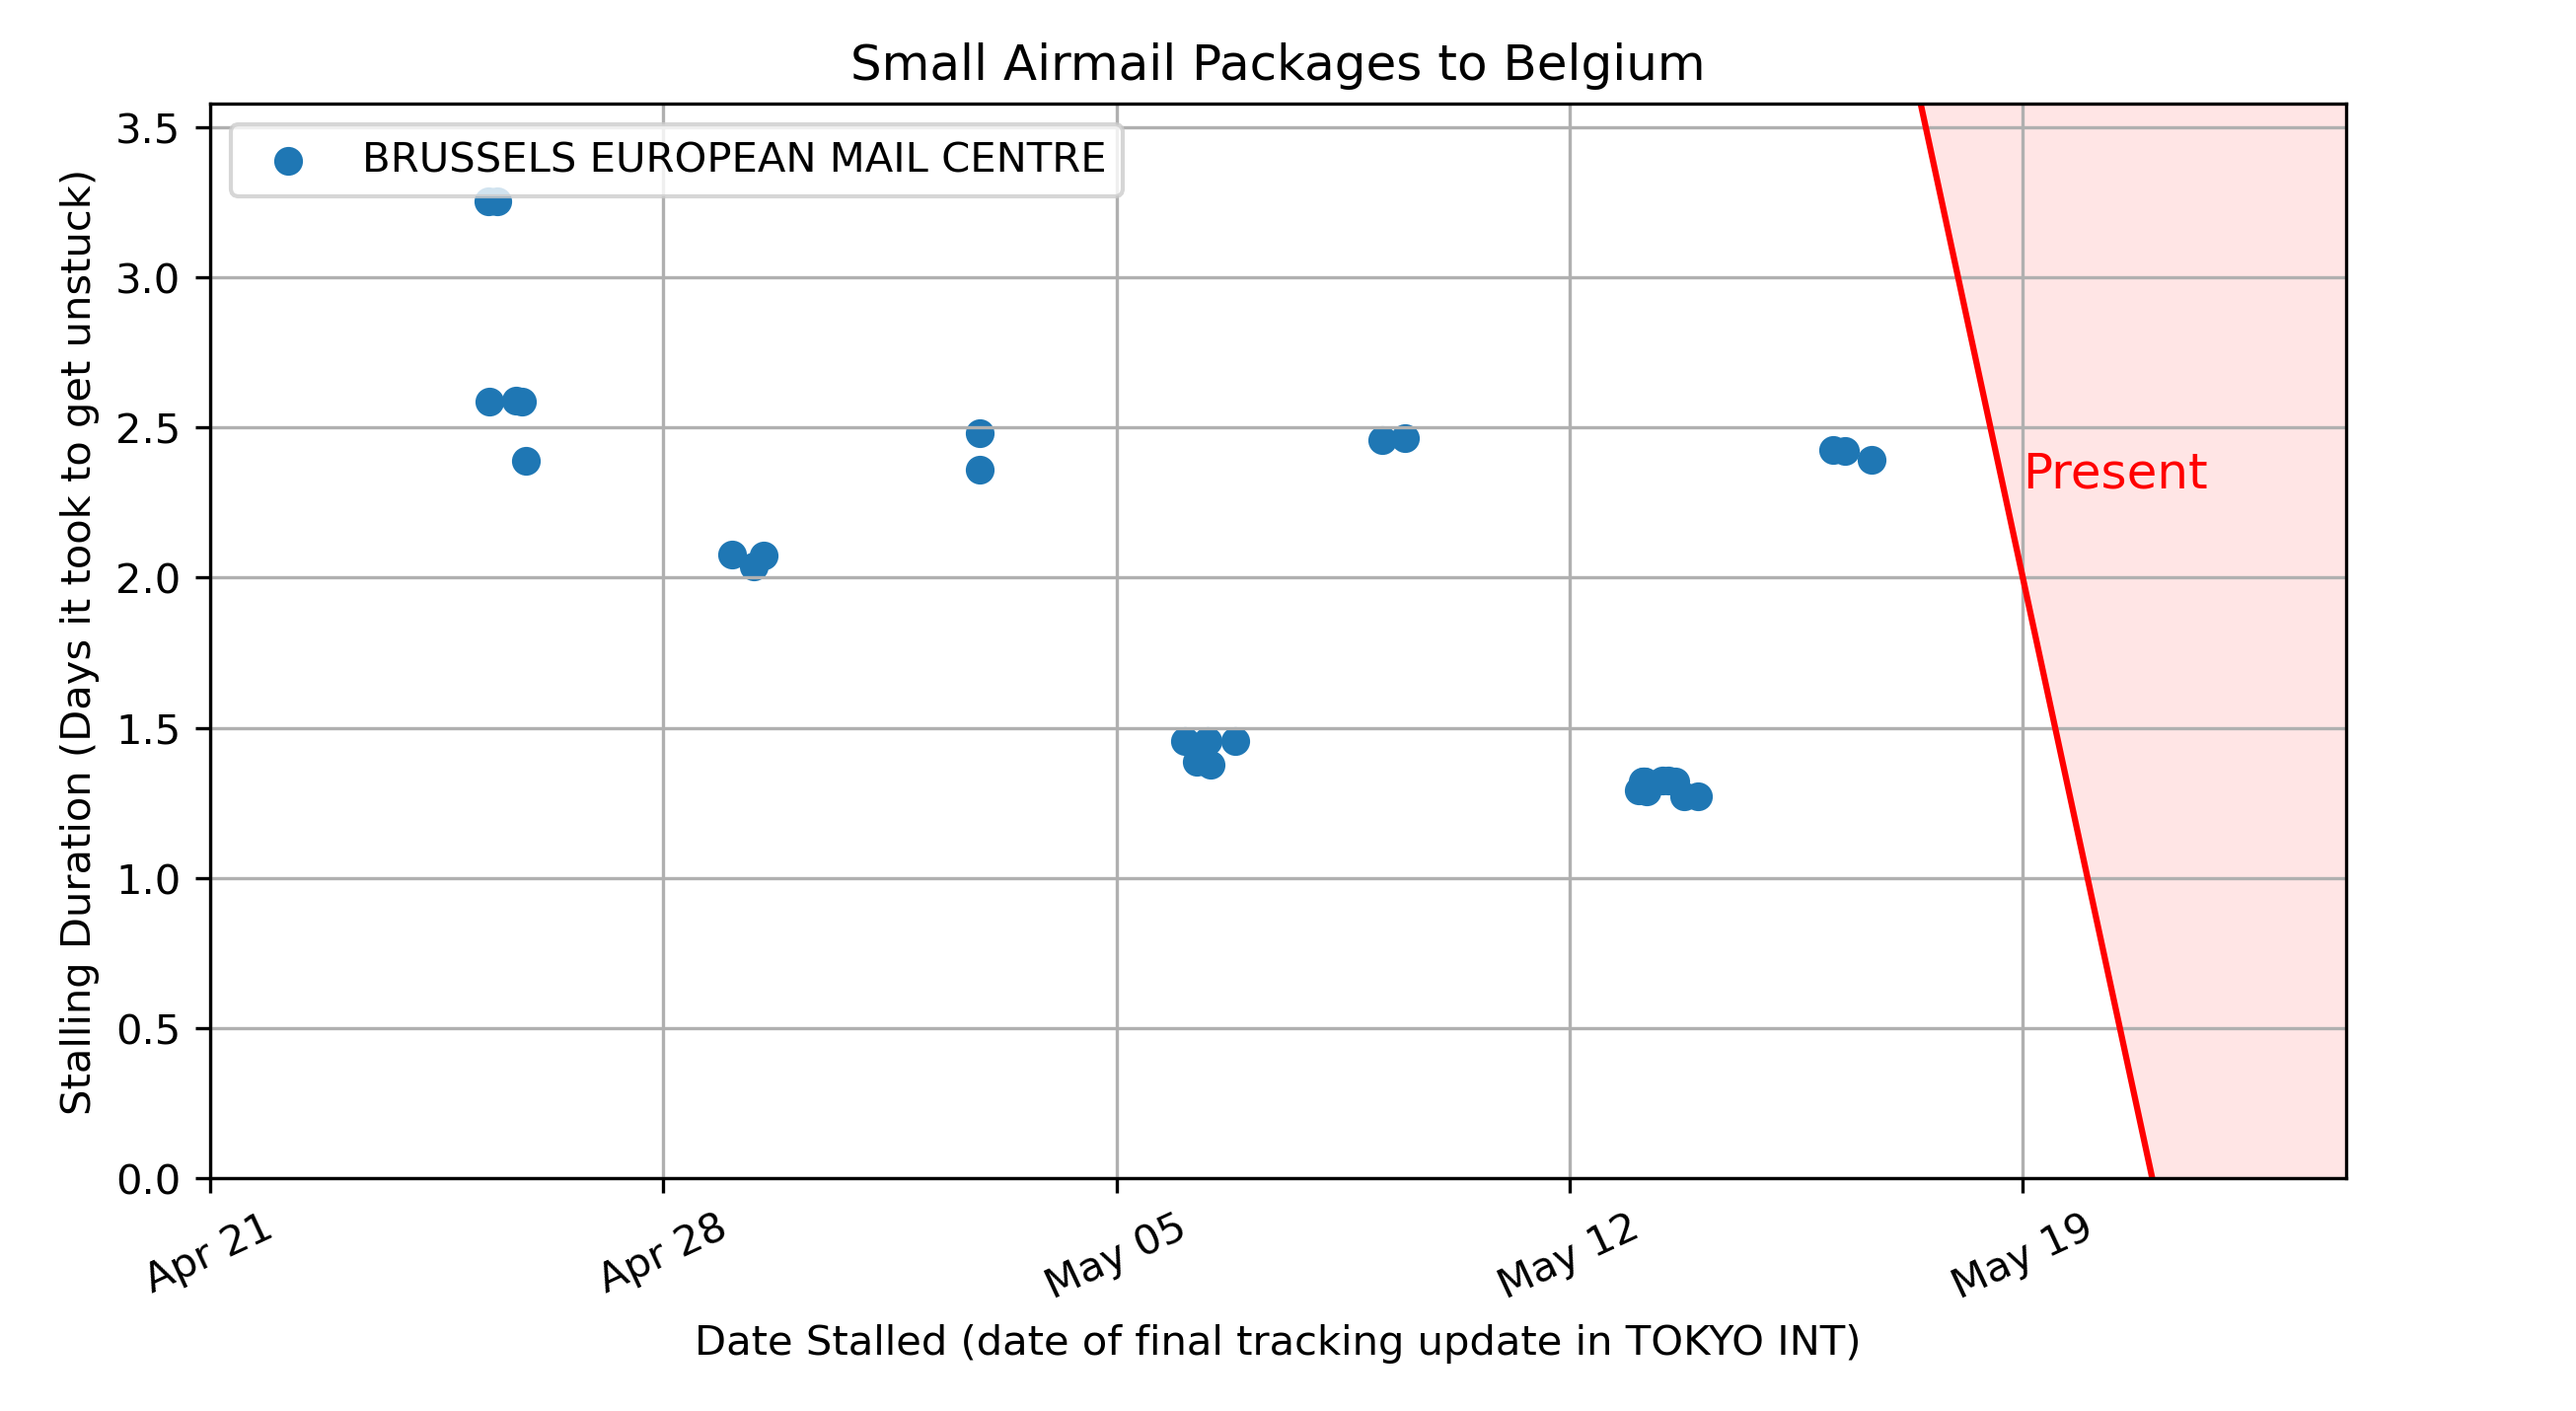 Small Airmail Packages to Belgium
BRUSSELS EUROPEAN MAIL CENTRE
Stalling Duration (Days it took to get unstuck)
3.5
3.0
2.5
2.0
1.5
1.0
0.5
0.0
Present
Apr 21
Apr 28
May 05
May 12
May 19
Date Stalled (date of final tracking update in TOKYO INT)